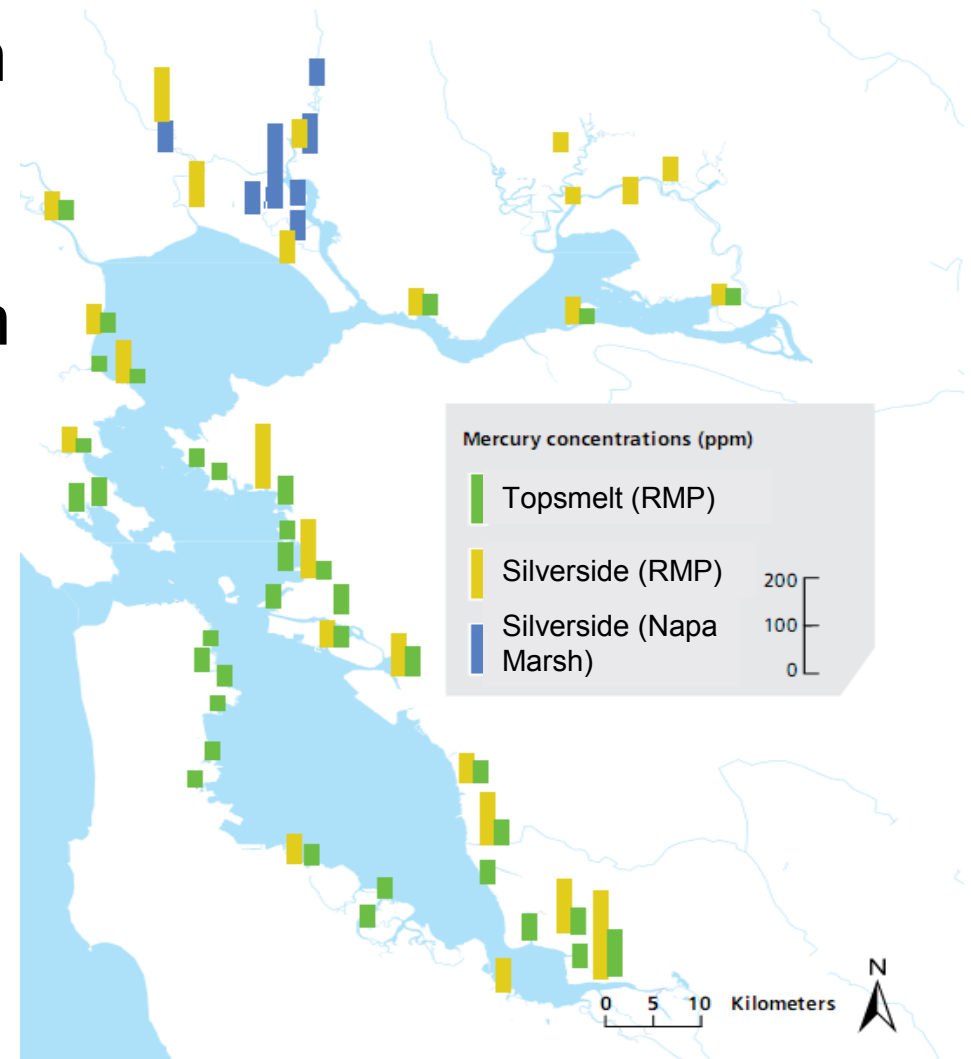 n
n
Mercury concentrations (ppm)
Topsmelt (RMP)
Silverside (RMP)
Silverside (Napa
Marsh)
200
100
0
N
0 5 10 Kilometers